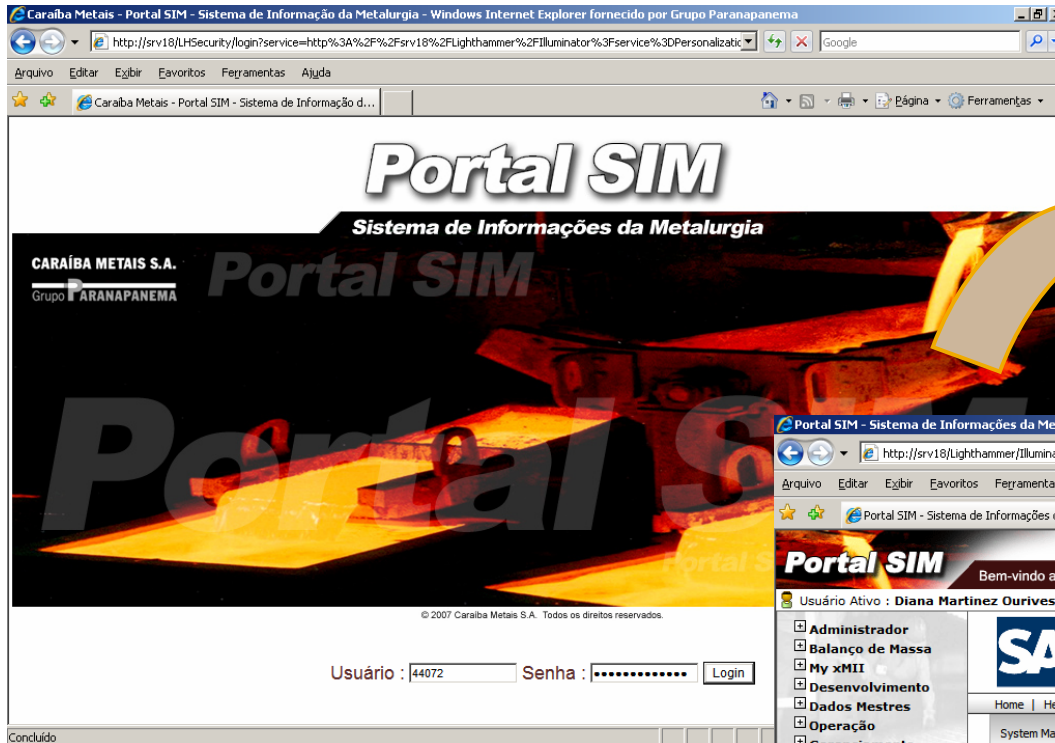 Caraíba Metais - Portal SIM - Sistema de Informação da Metalurgia - Windows Internet Explorer fornecido por Grupo Paranapanema
http://srv18/LHSecurity/login?service=http%3A%2F%2Fsrv18%2FLighthammer%2FIlluminator%3Fservice%3DPersonalizatic
Google
Arquivo Editar Exibir Favoritos Ferramentas Ajuda
Caraíba Metais - Portal SIM - Sistema de Informação d...
Página Ferramentas
Portal SIM
Sistema de Informações da Metalurgia
CARAÍBA METAIS S.A.
Grupo PARANAPANEMA
Portal SIM
Portal SIM
Portal S
© 2007 Caraíba Metais S.A. Todos os direitos reservados.
Usuário : 44072 Senha : ••••••••••••• Login
Concluído
Portal SIM - Sistema de Informações da Me
http://srv18/Lighthammer/Illumina
Arquivo Editar Exibir Favoritos Ferramenta
Portal SIM - Sistema de Informações
Portal SIM
Bem-vindo a
Usuário Ativo : Diana Martinez Ourives
Administrador
Balanço de Massa
My xMII
Desenvolvimento
Dados Mestres
Operação
SA
Home | He
System Ma